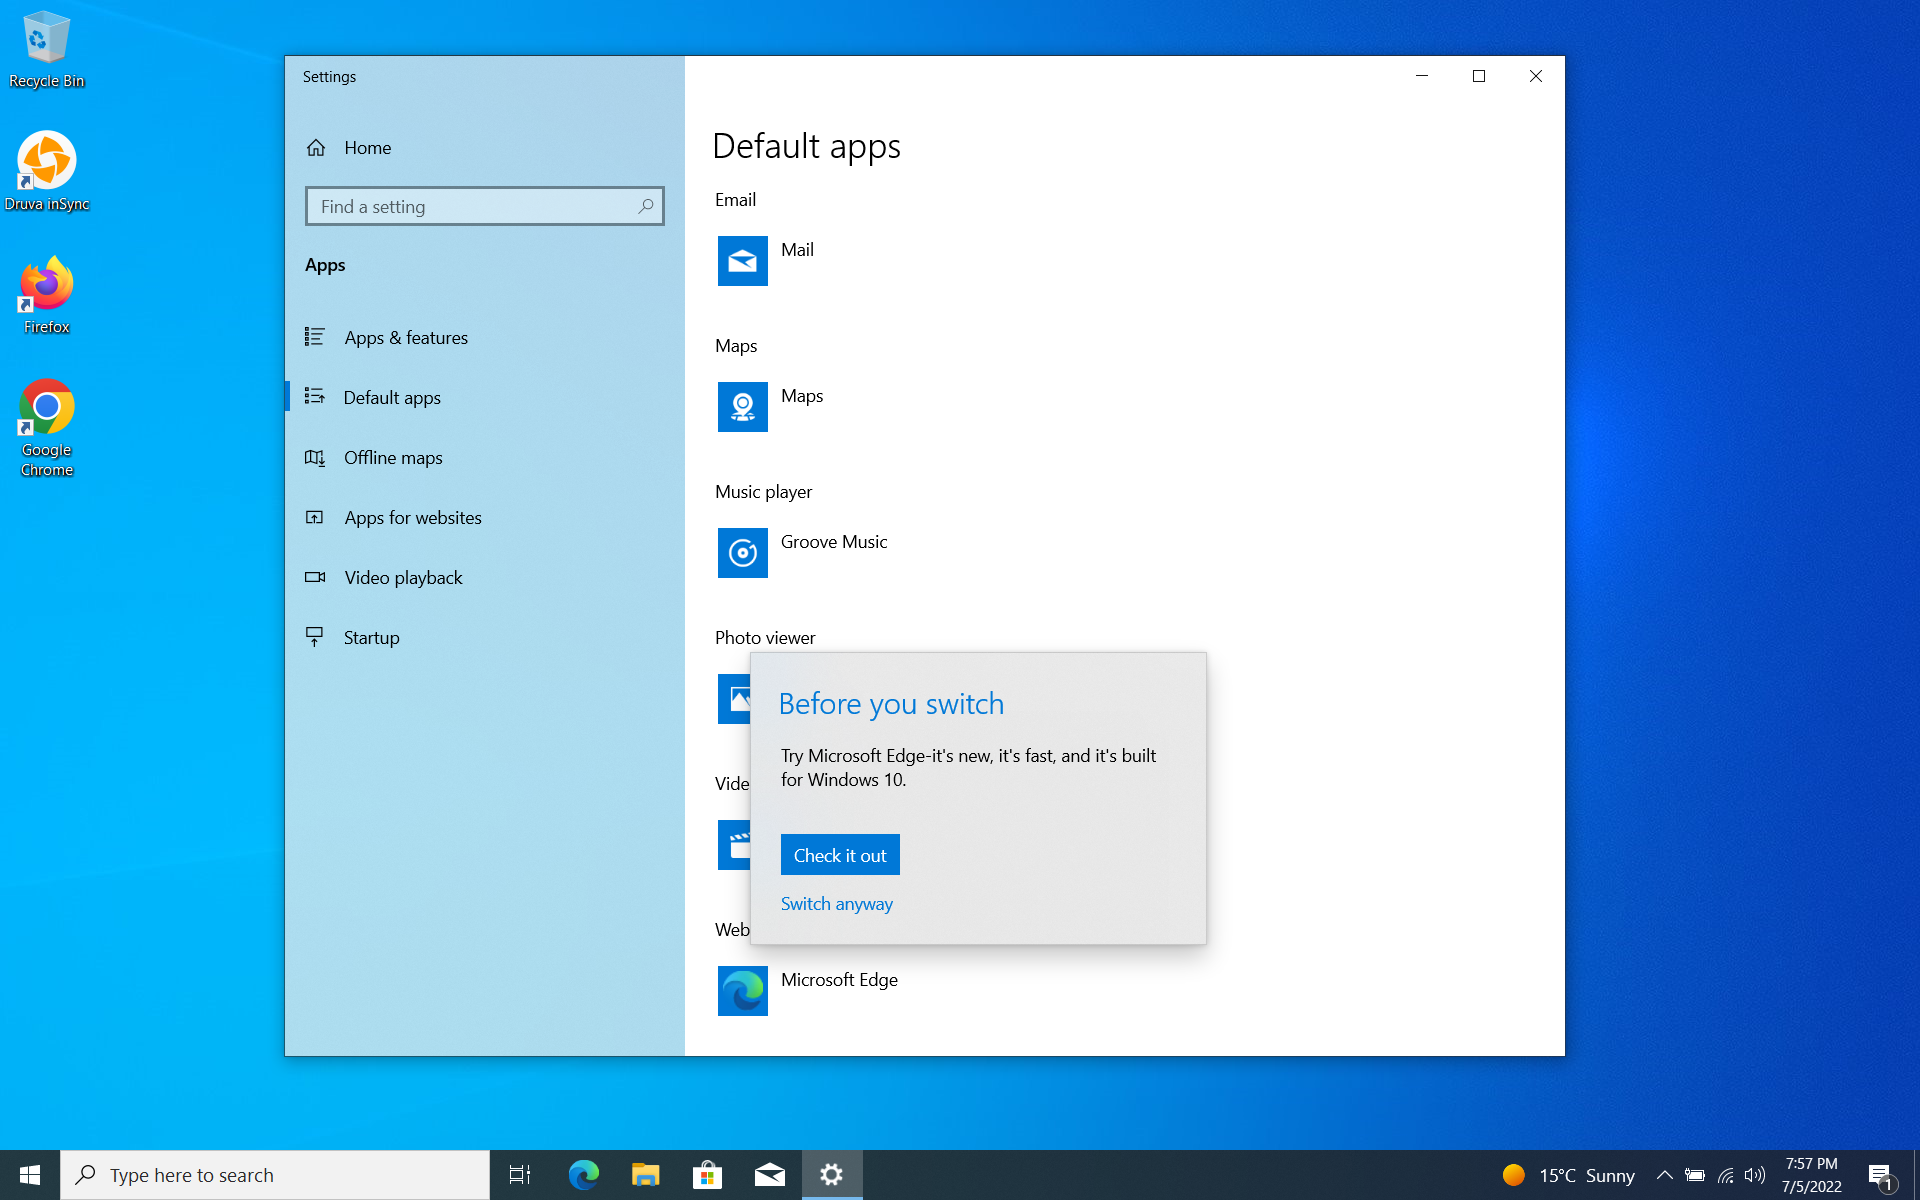 Recycle Bin
Druva inSync
Firefox
Google
Chrome
Settings
Home
Find a setting
Apps
Apps & features
Default apps
Offline maps
Apps for websites
Video playback
Startup
Default apps
Email
Mail
Maps
Maps
Music player
Groove Music
Photo viewer
Before you switch
Try Microsoft Edge-it's new, it's fast, and it's built
for Windows 10.
Vide
Check it out
Switch anyway
Web
Microsoft Edge
Type here to search
15°C Sunny
7:57 PM
7/5/2022
1